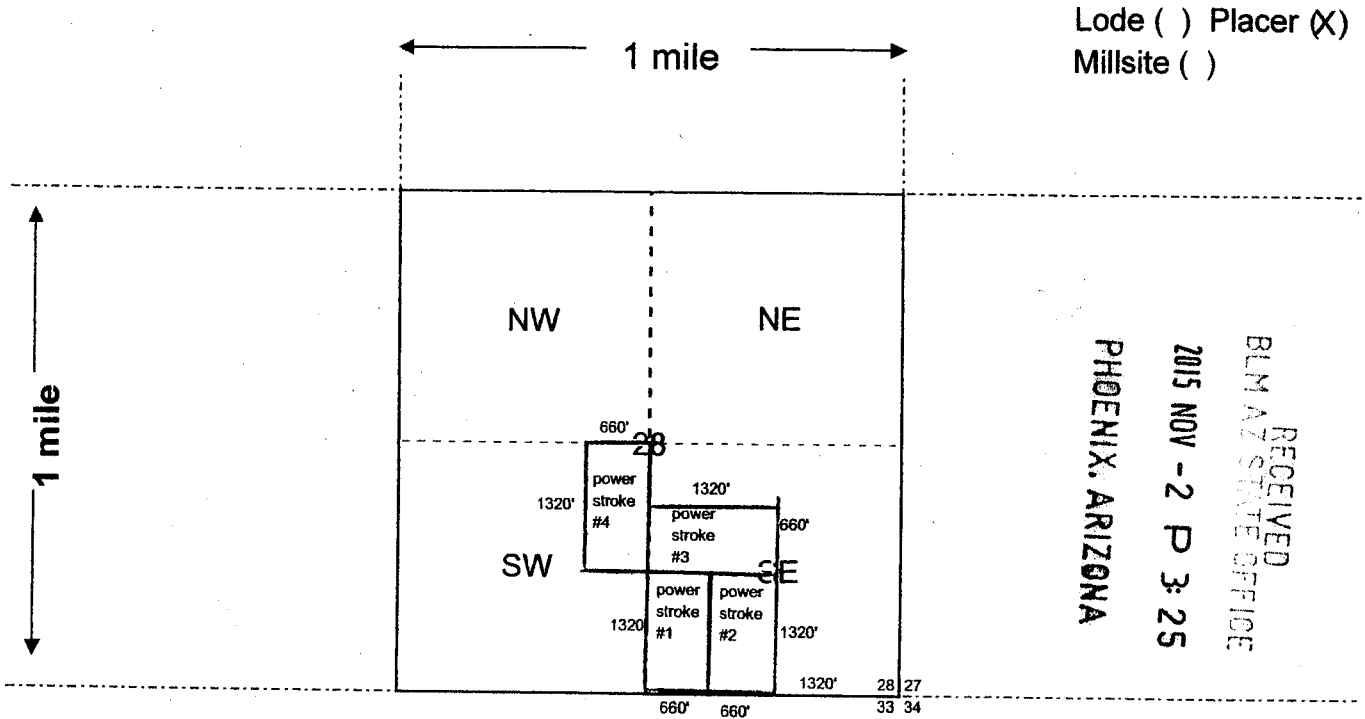 Lode ( ) Placer (X)
Millsite ( )
1 mile
1 mile
NW
NE
660'
28
1320'
power
stroke
#4
1320'
power
stroke
#3
660'
SW
SE
1320
power
stroke
#1
power
stroke
#2
1320'
1320'
28 27
33 34
660'
660'
RECEIVED
BLM AZ STATE OFFICE
2015 NOV -2 P 3:25
PHOENIX, ARIZONA